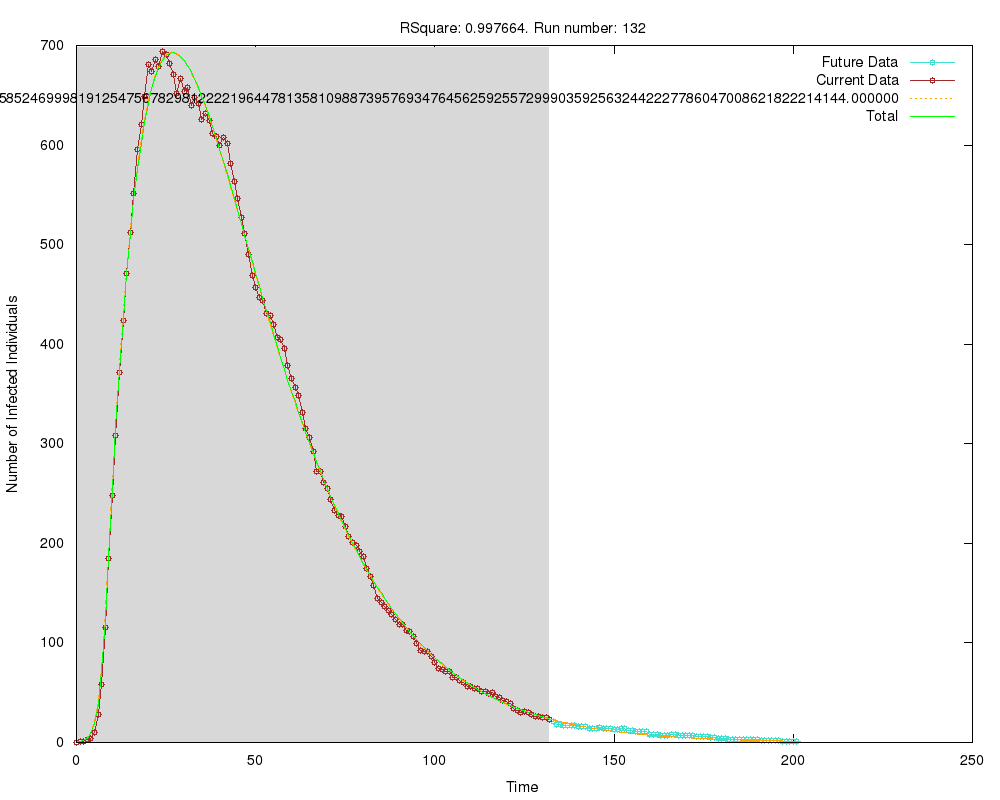 RSquare: 0.997664. Run number: 132
700
600
500
400
300
200
100
0
Number of Infected Individuals
Future Data
Current Data
Total
0 50 100 150 200 250
Time